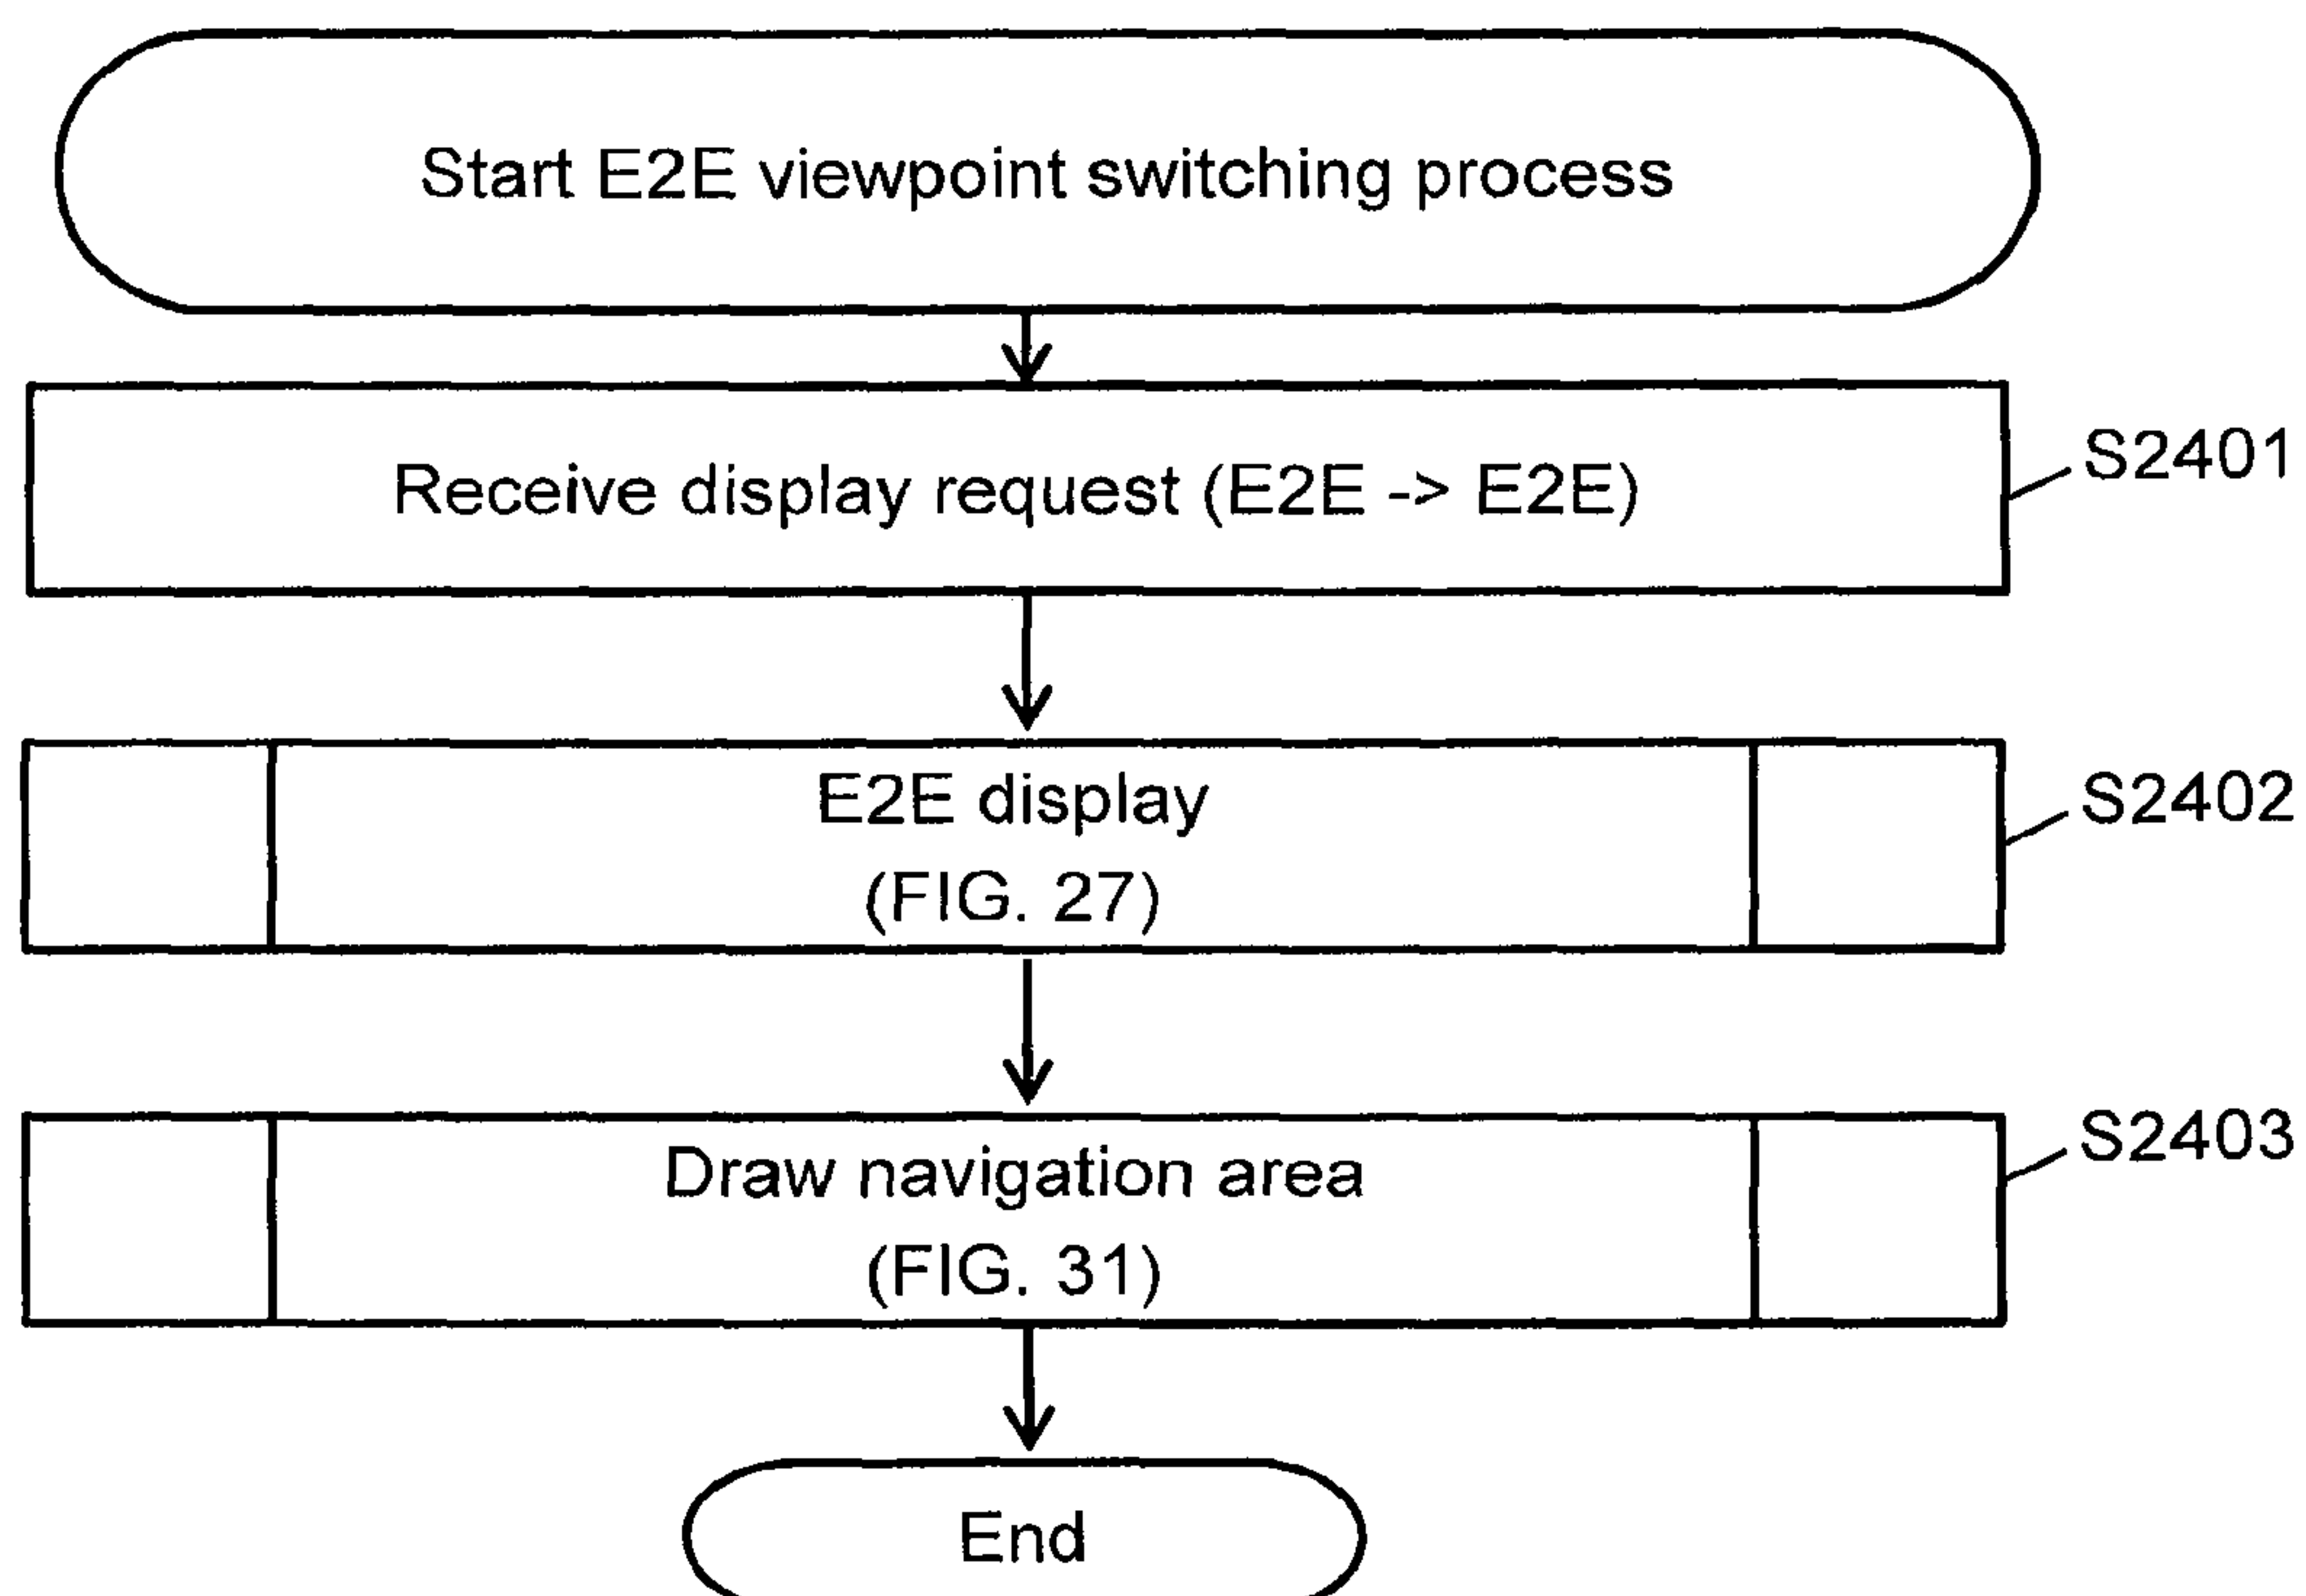 Start E2E viewpoint switching process
Receive display request (E2E -> E2E)
S2401
E2E display
(FIG. 27)
S2402
Draw navigation area
(FIG. 31)
S2403
End